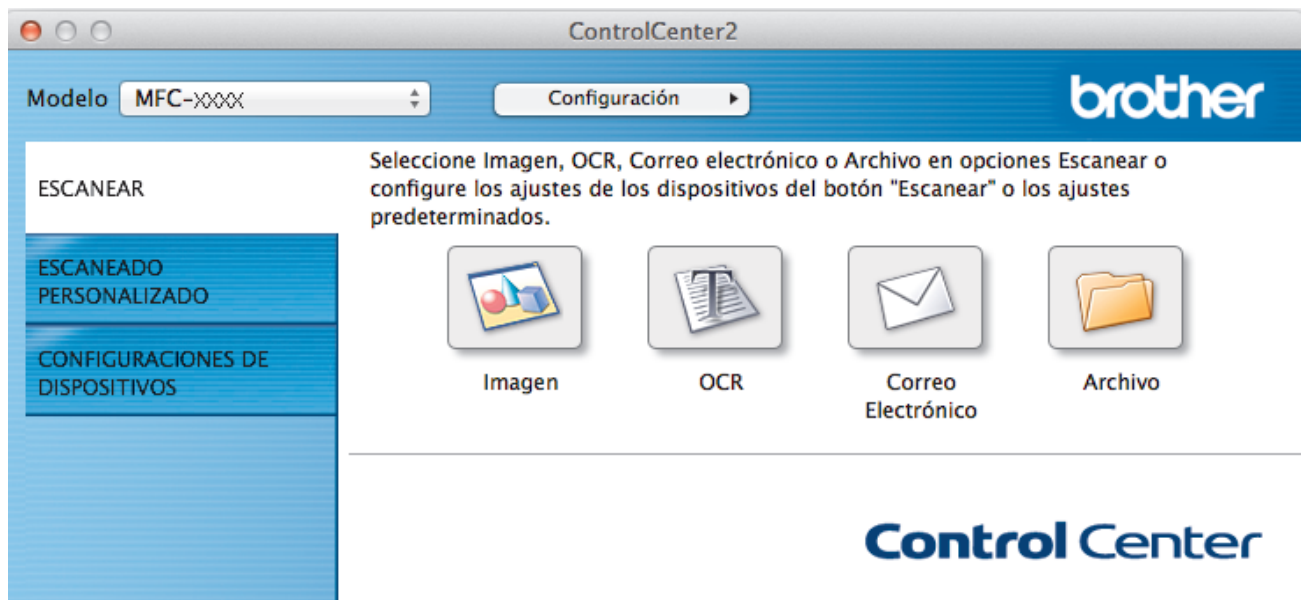 ControlCenter2
Modelo MFC-XXXX Configuración brother
ESCANEAR
ESCANEADO
PERSONALIZADO
CONFIGURACIONES DE
DISPOSITIVOS
Seleccione Imagen, OCR, Correo electrónico o Archivo en opciones Escanear o
configure los ajustes de los dispositivos del botón "Escanear" o los ajustes
predeterminados.
Imagen OCR Correo Archivo
Electrónico
Control Center